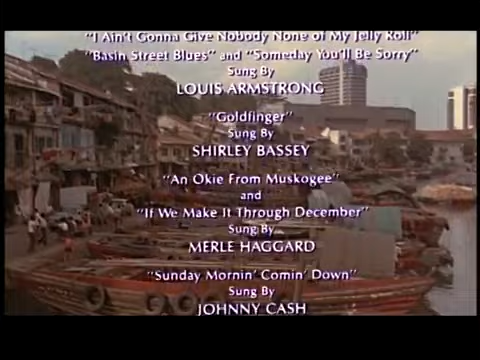 "I Ain't Gonna Give Nobody None of My Jelly Roll"
"Basin Street Blues" and "Someday You'll Be Sorry"
Sung By
LOUIS ARMSTRONG
"Goldfinger"
Sung By
SHIRLEY BASSEY
"An Okie From Muskogee"
and
"If We Make It Through December"
Sung By
MERLE HAGGARD
"Sunday Mornin' Comin' Down"
Sung By
JOHNNY CASH